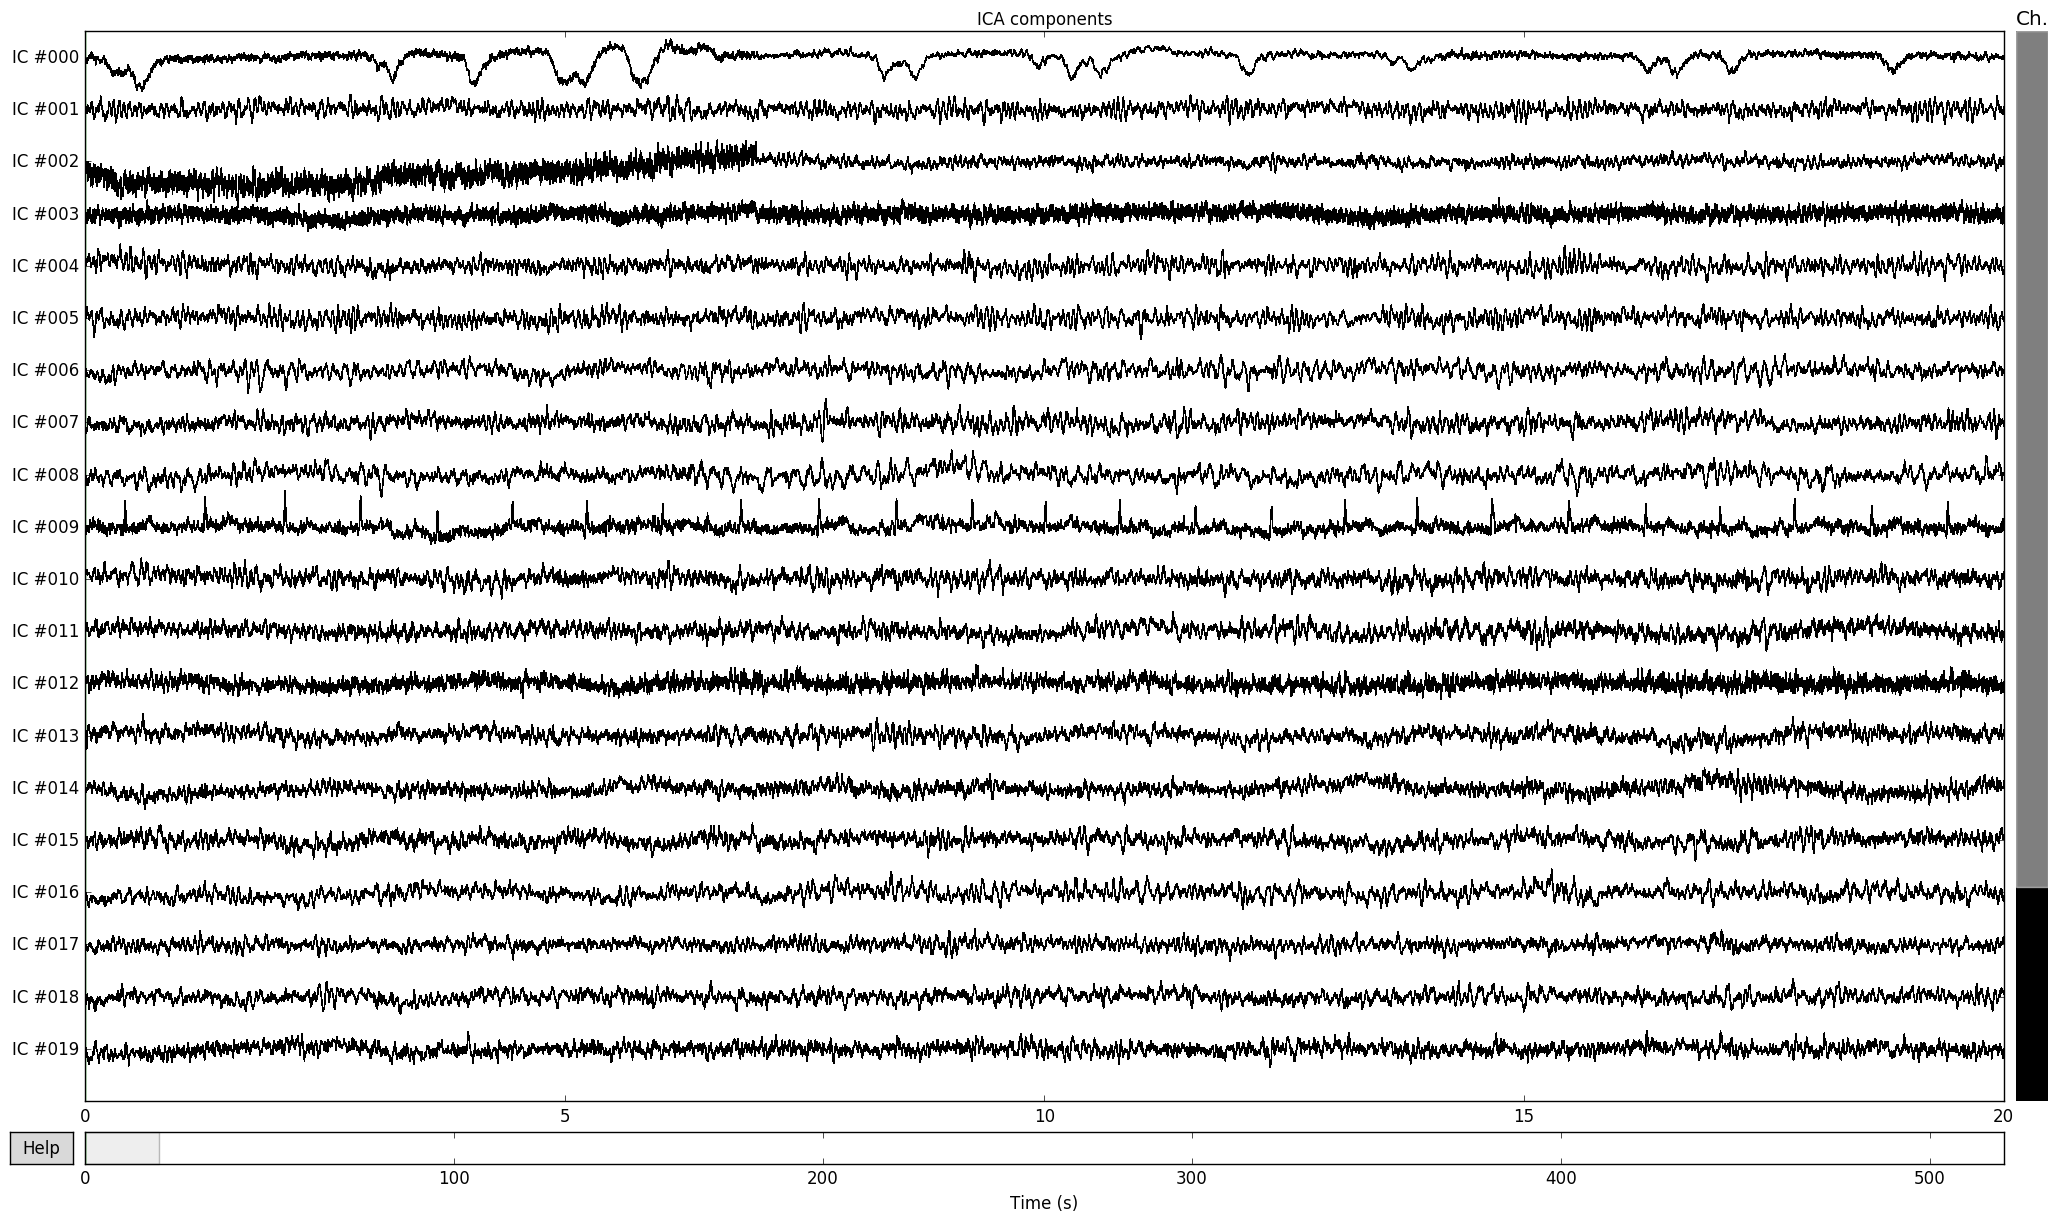 ICA components
Ch.
IC #000
IC #001
IC #002
IC #003
IC #004
IC #005
IC #006
IC #007
IC #008
IC #009
IC #010
IC #011
IC #012
IC #013
IC #014
IC #015
IC #016
IC #017
IC #018
IC #019
0 5 10 15 20
Help
0 100 200 300 400 500
Time (s)